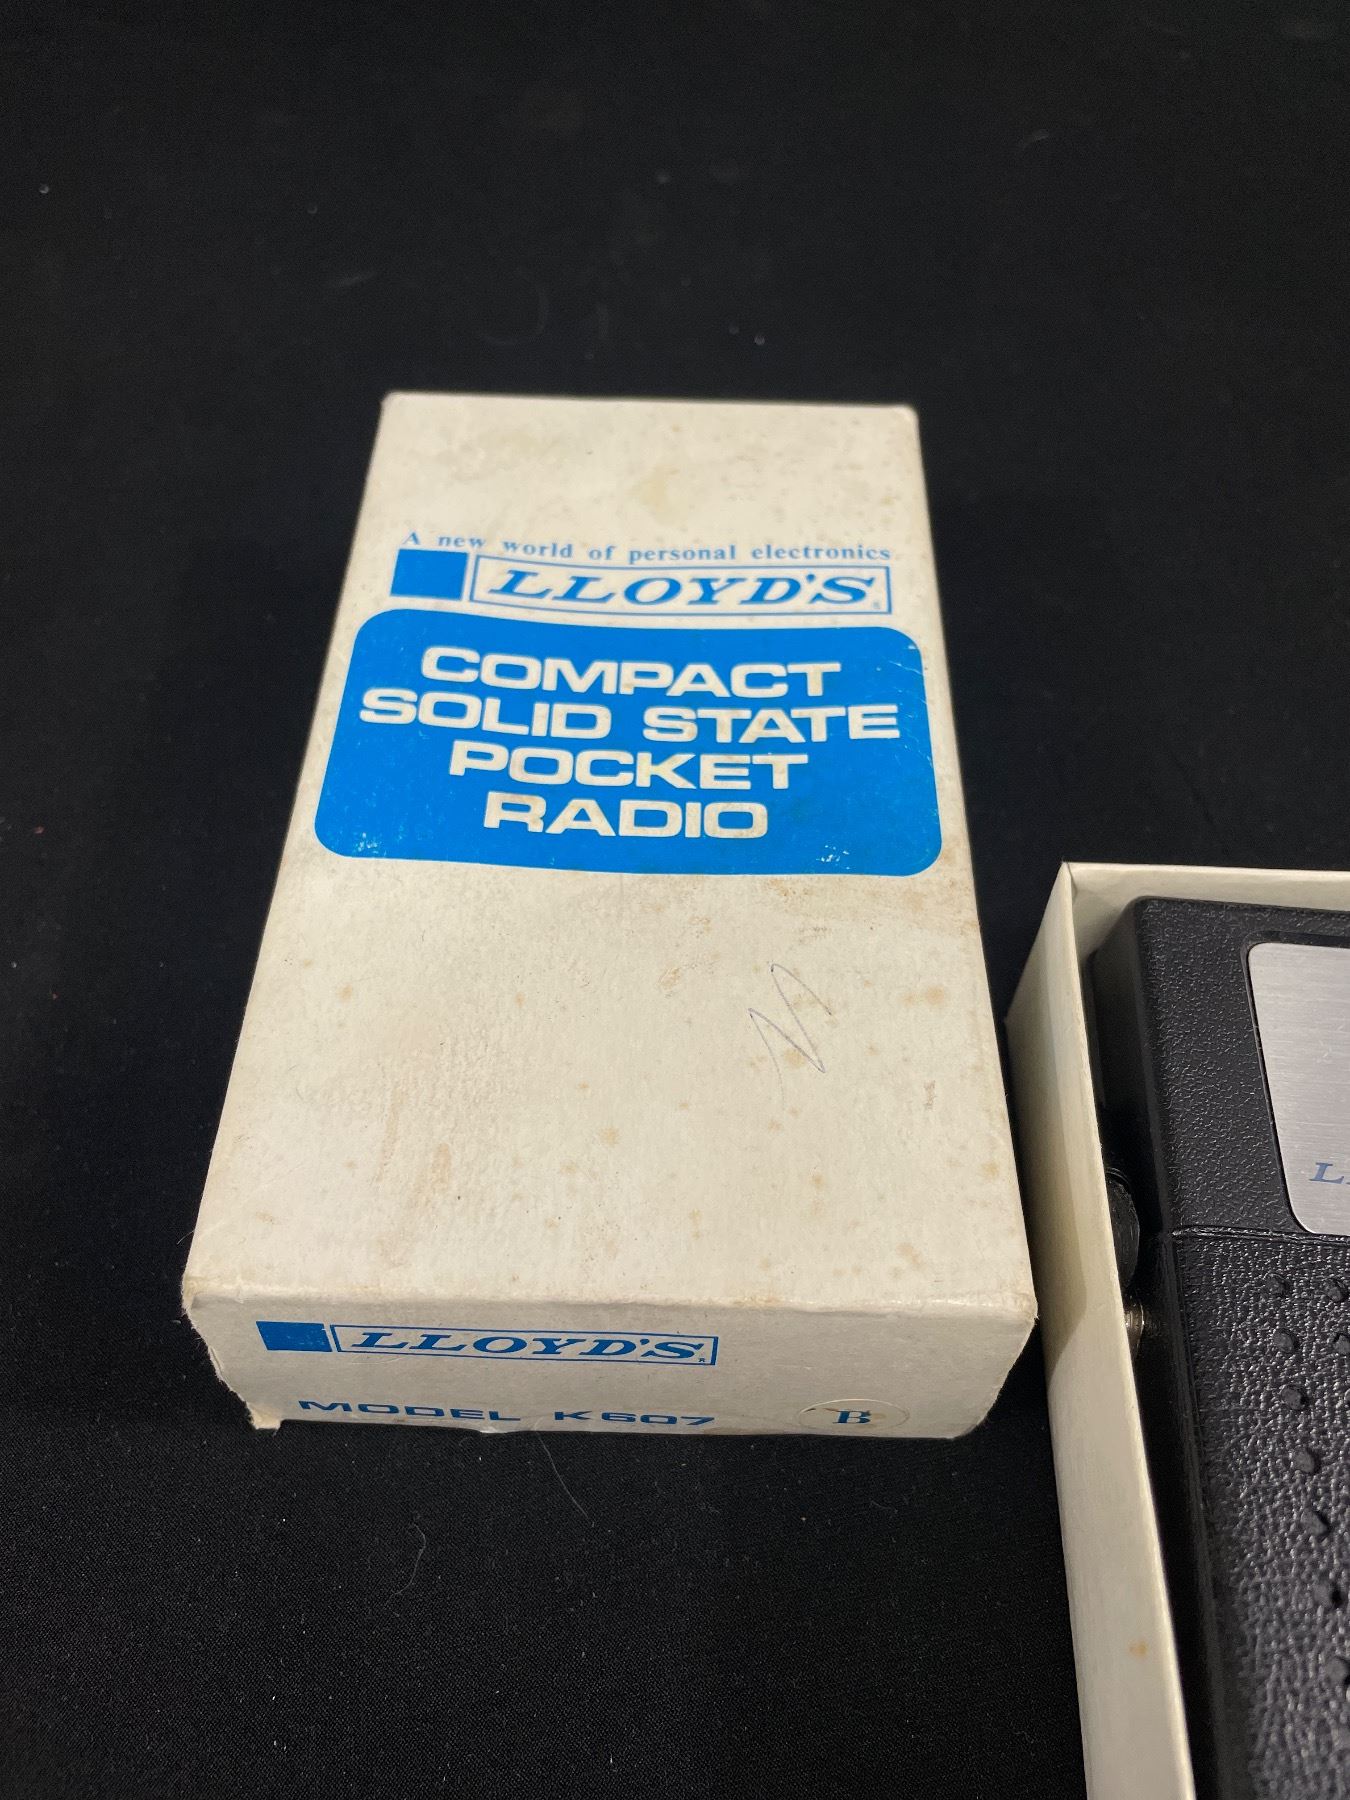 A new world of personal electronics
LLOYD'S®
COMPACT
SOLID STATE
POCKET
RADIO
LLOYD'S®
MODEL K607
B